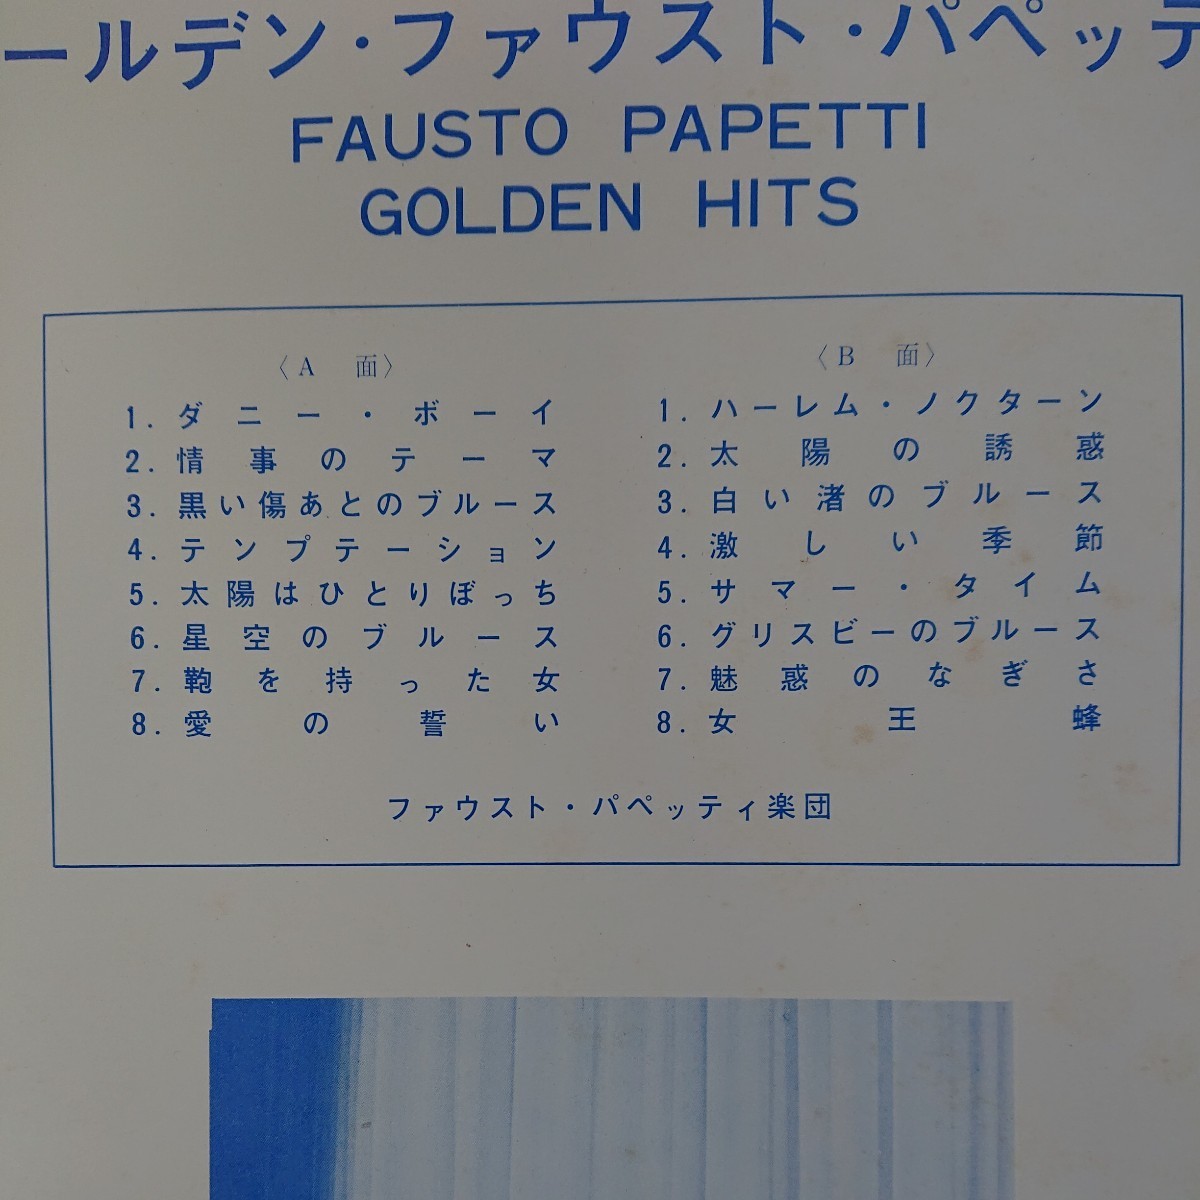 ールデン・ファウスト・パペッテ
FAUSTO PAPETTI
GOLDEN HITS
〈A 面〉
1. ダニー・ボーイ
2. 情事のテーマ
3. 黒い傷あとのブルース
4. テンプテーション
5. 太陽はひとりぼっち
6. 星空のブルース
7. 鞄を持った女
8. 愛の誓い
〈B 面〉
1. ハーレム・ノクターン
2. 太陽の誘惑
3. 白い渚のブルース
4. 激しい季節
5. サマー・タイム
6. グリスビーのブルース
7. 魅惑のなぎさ
8. 女王蜂
ファウスト・パペッティ楽団